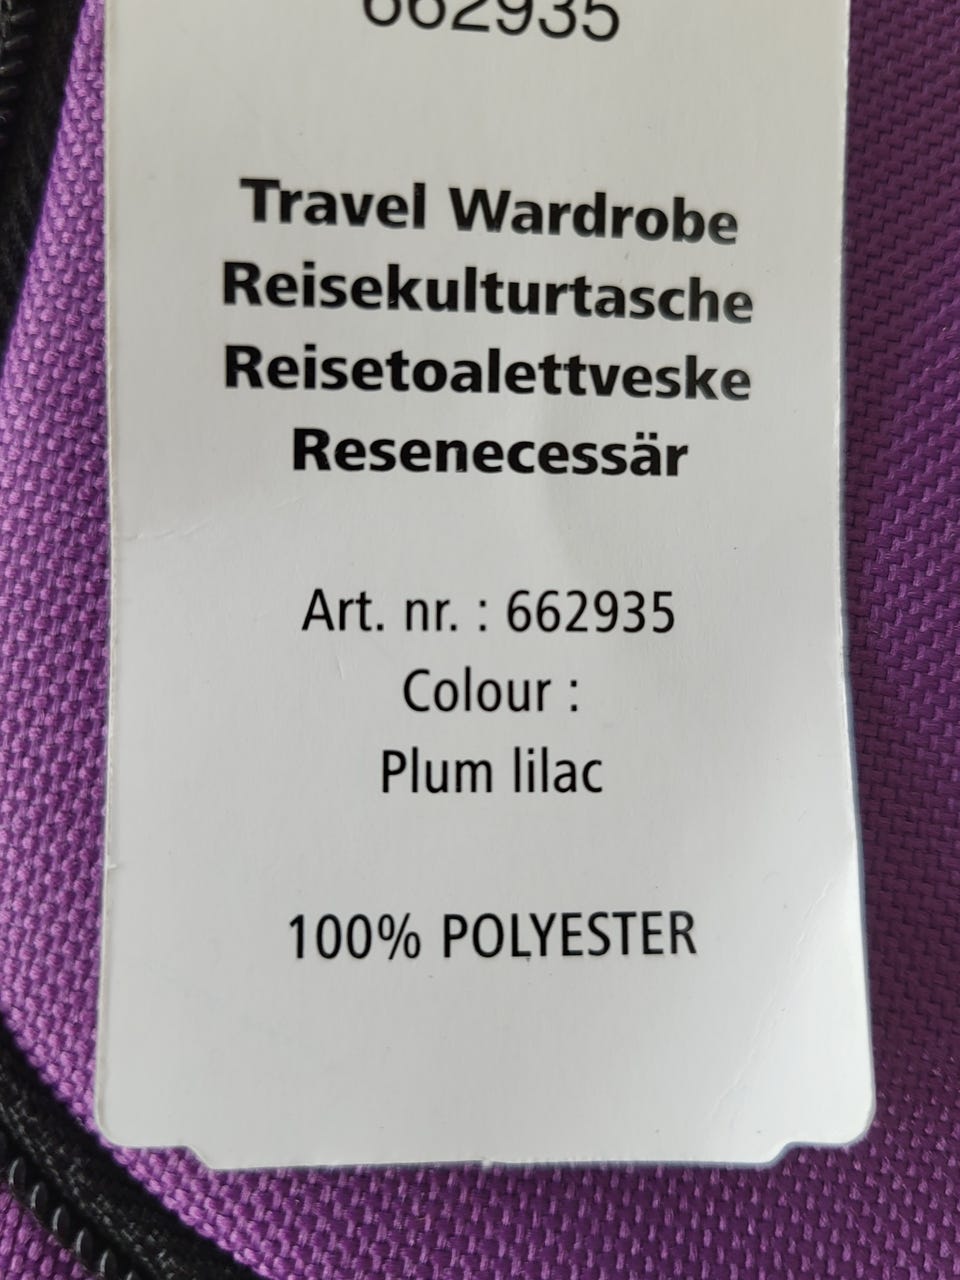 662935
Travel Wardrobe
Reisekulturtasche
Reisetoalettveske
Resenecessär
Art. nr. : 662935
Colour :
Plum lilac
100% POLYESTER